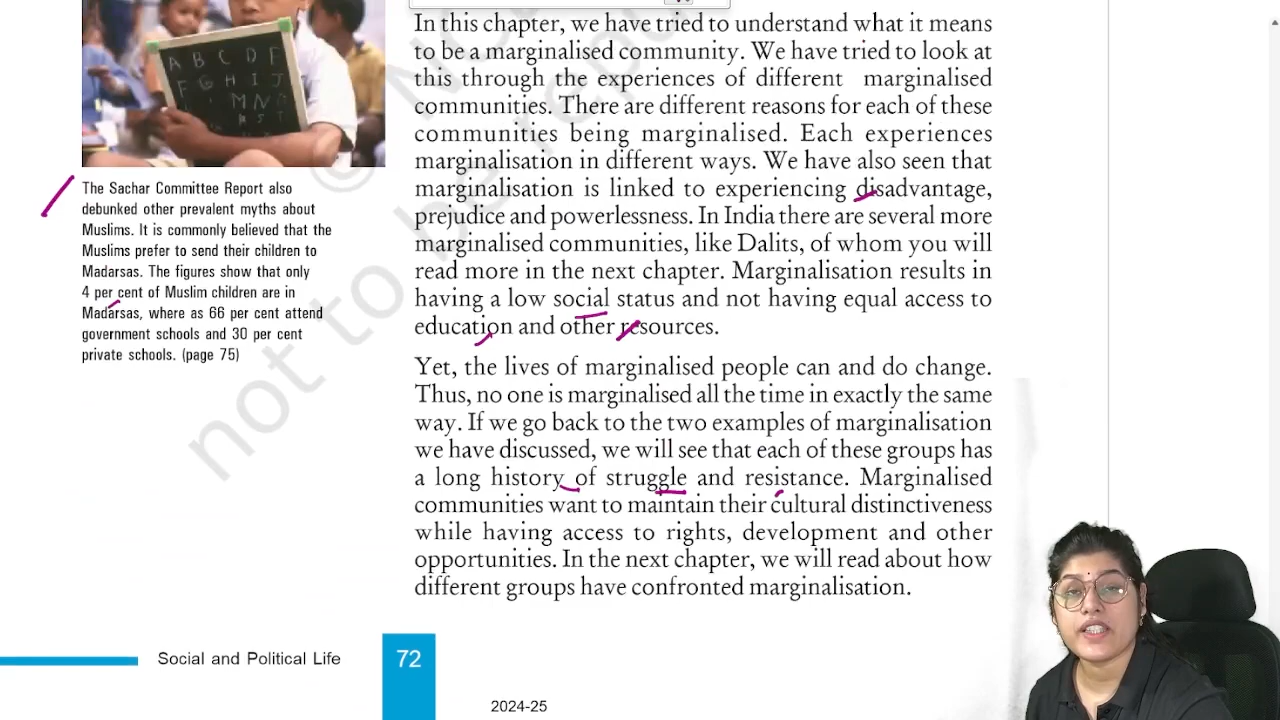 A B C D F
F G H I J
M N
The Sachar Committee Report also
debunked other prevalent myths about
Muslims. It is commonly believed that the
Muslims prefer to send their children to
Madarsas. The figures show that only
4 per cent of Muslim children are in
Madarsas, where as 66 per cent attend
government schools and 30 per cent
private schools. (page 75)
In this chapter, we have tried to understand what it means
to be a marginalised community. We have tried to look at
this through the experiences of different marginalised
communities. There are different reasons for each of these
communities being marginalised. Each experiences
marginalisation in different ways. We have also seen that
marginalisation is linked to experiencing disadvantage,
prejudice and powerlessness. In India there are several more
marginalised communities, like Dalits, of whom you will
read more in the next chapter. Marginalisation results in
having a low social status and not having equal access to
education and other resources.
Yet, the lives of marginalised people can and do change.
Thus, no one is marginalised all the time in exactly the same
way. If we go back to the two examples of marginalisation
we have discussed, we will see that each of these groups has
a long history of struggle and resistance. Marginalised
communities want to maintain their cultural distinctiveness
while having access to rights, development and other
opportunities. In the next chapter, we will read about how
different groups have confronted marginalisation.
not to be rep
Social and Political Life
72
2024-25